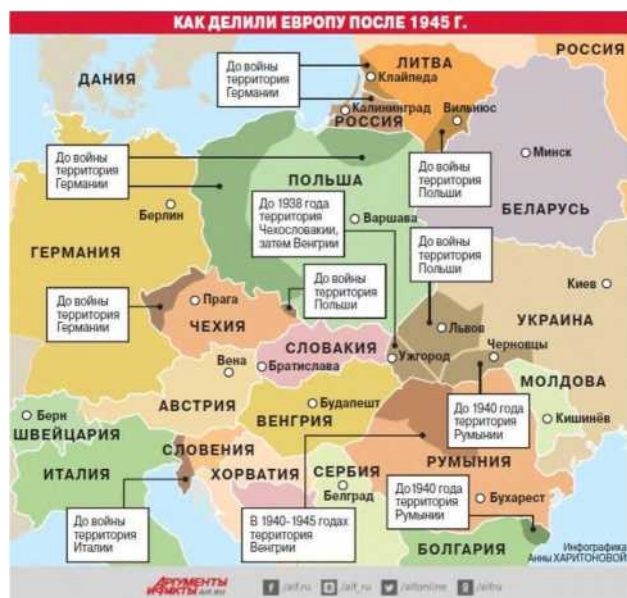 КАК ДЕЛИЛИ ЕВРОПУ ПОСЛЕ 1945 Г.
ДАНИЯ
До войны
территория
Германии
ЛИТВА
Клайпеда
РОССИЯ
Калининград
РОССИЯ
Вильнюс
До войны
территория
Германии
ПОЛЬША
До войны
территория
Польши
Минск
БЕЛАРУСЬ
Берлин
До 1938 года
территория
Чехословакии,
затем Венгрии
Варшава
ГЕРМАНИЯ
До войны
территория
Польши
Киев
До войны
территория
Германии
Прага
ЧЕХИЯ
До войны
территория
Польши
Львов
УКРАИНА
СЛОВАКИЯ
Ужгород
Черновцы
Вена
Братислава
МОЛДОВА
АВСТРИЯ
Будапешт
ВЕНГРИЯ
До 1940 года
территория
Румынии
Кишинёв
Берн
ШВЕЙЦАРИЯ
СЛОВЕНИЯ
ИТАЛИЯ
ХОРВАТИЯ
СЕРБИЯ
Белград
РУМЫНИЯ
До войны
территория
Италии
В 1940-1945 годах
территория
Венгрии
До 1940 года
территория
Румынии
Бухарест
БОЛГАРИЯ
Инфографика
Анны ХАРИТОНОВОЙ
АРГУМЕНТЫ
И ФАКТЫ AIF.RU
/aif.ru
/aif_ru
/aifonline
/aifru